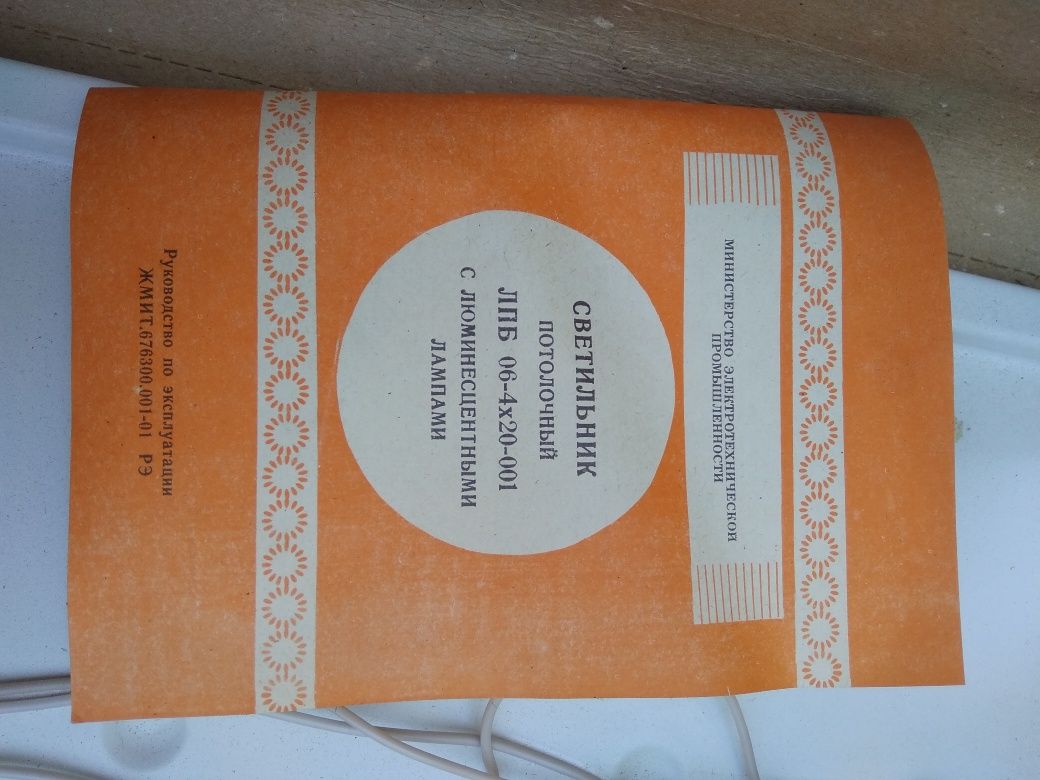 МИНИСТЕРСТВО ЭЛЕКТРОТЕХНИЧЕСКОЙ
ПРОМЫШЛЕННОСТИ
СВЕТИЛЬНИК
ПОТОЛОЧНЫЙ
ЛПБ 06-4х20-001
С ЛЮМИНЕСЦЕНТНЫМИ
ЛАМПАМИ
Руководство по эксплуатации
ЖМИТ.676300.001-01 РЭ